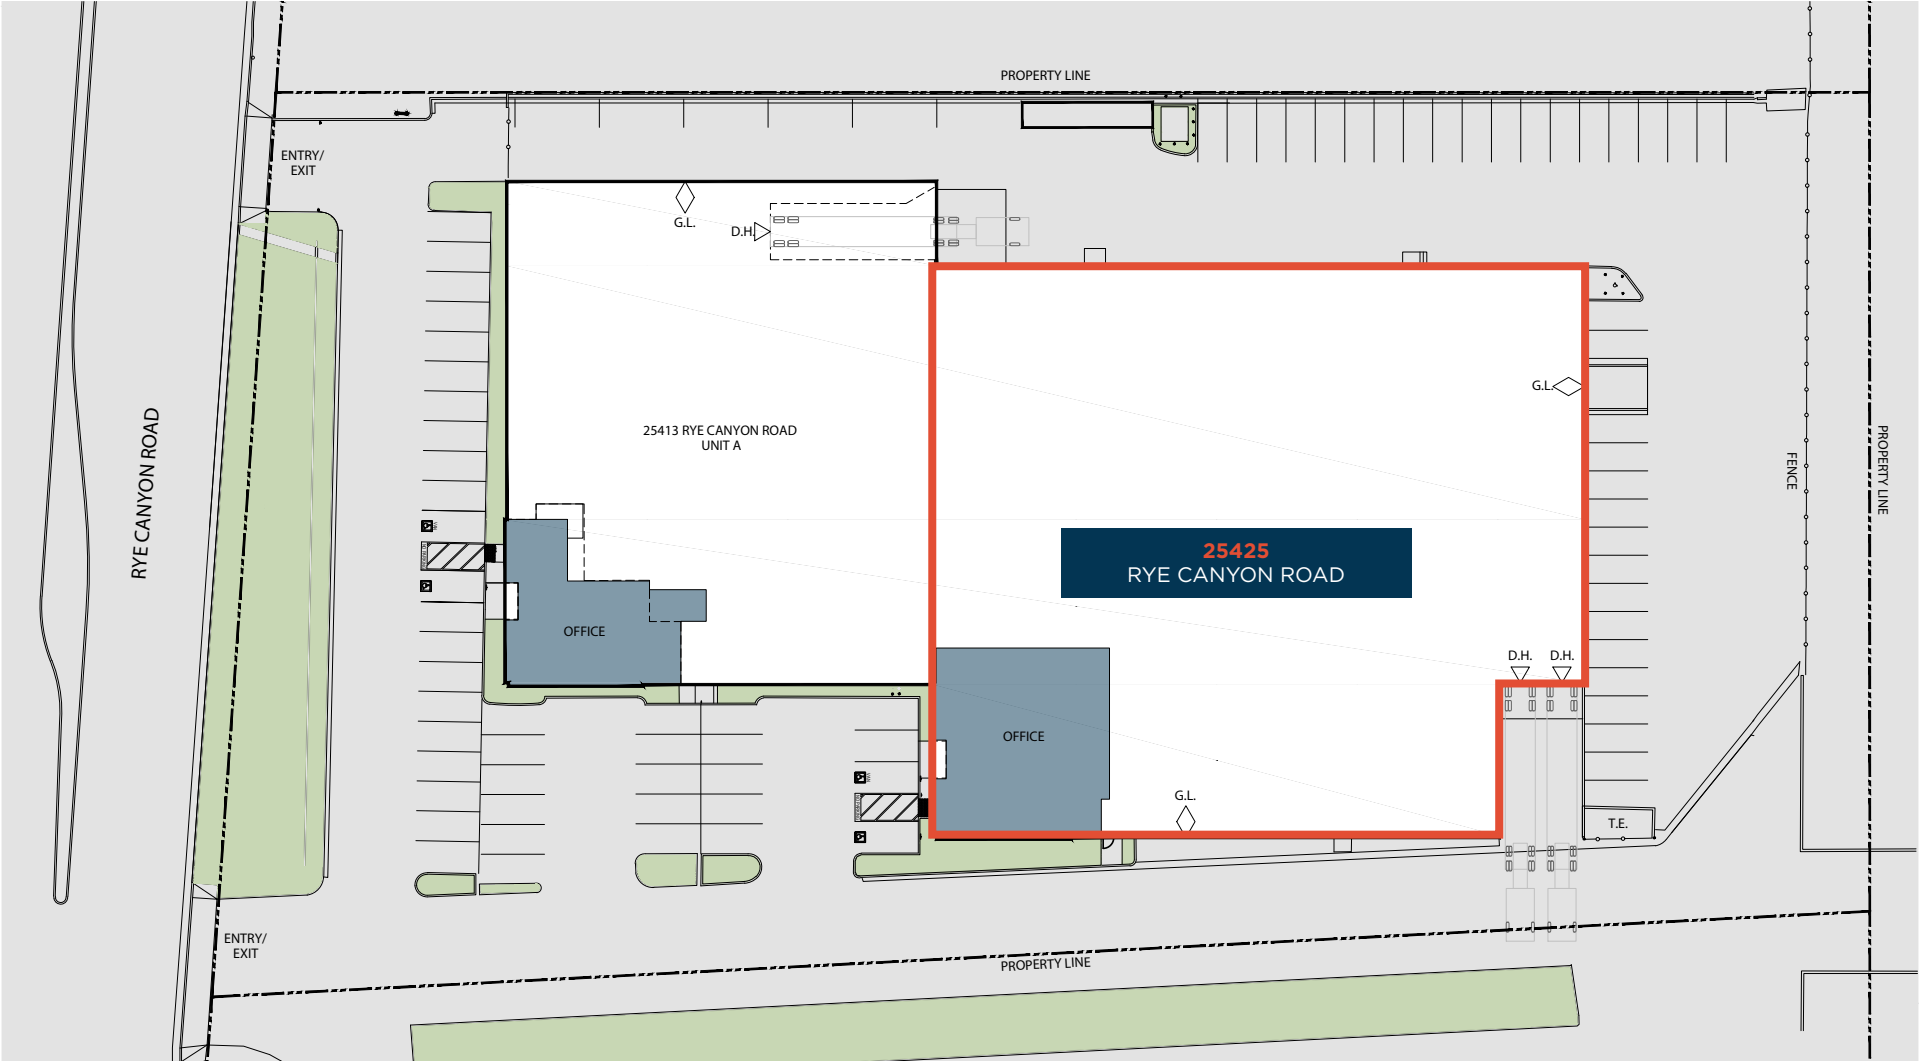 PROPERTY LINE
ENTRY/
EXIT
G.L.
D.H.
G.L.
25413 RYE CANYON ROAD
UNIT A
RYE CANYON ROAD
FENCE
PROPERTY LINE
25425
RYE CANYON ROAD
OFFICE
D.H.
D.H.
OFFICE
G.L.
T.E.
ENTRY/
EXIT
PROPERTY LINE